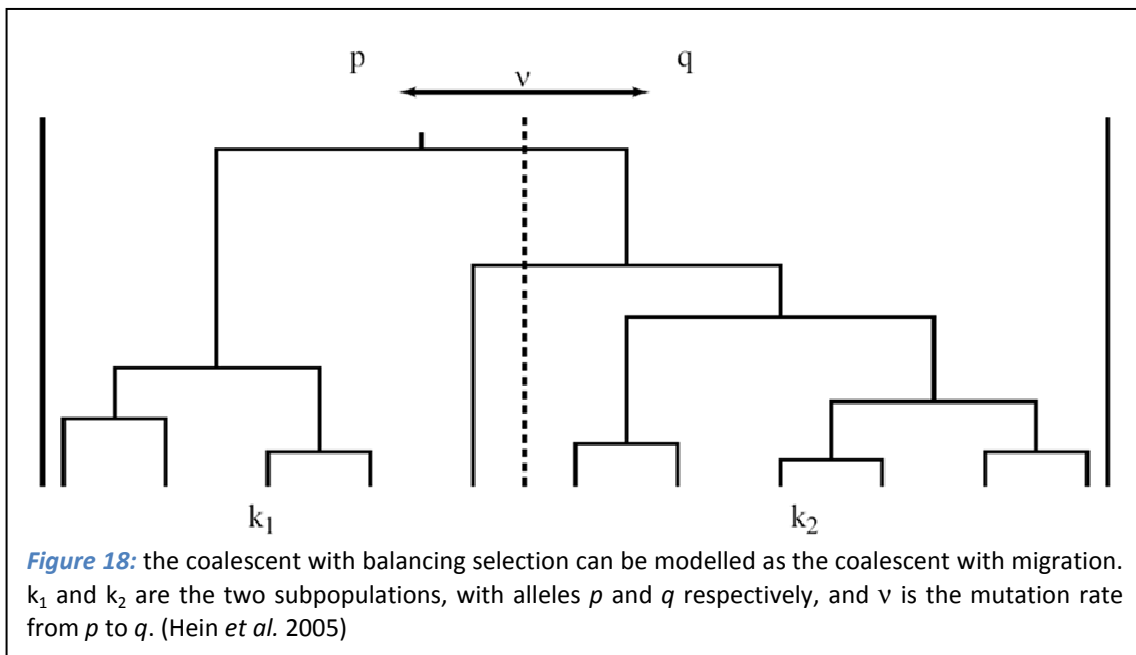 p q
ν
k₁ k₂
Figure 18: the coalescent with balancing selection can be modelled as the coalescent with migration.
k₁ and k₂ are the two subpopulations, with alleles p and q respectively, and ν is the mutation rate
from p to q. (Hein et al. 2005)